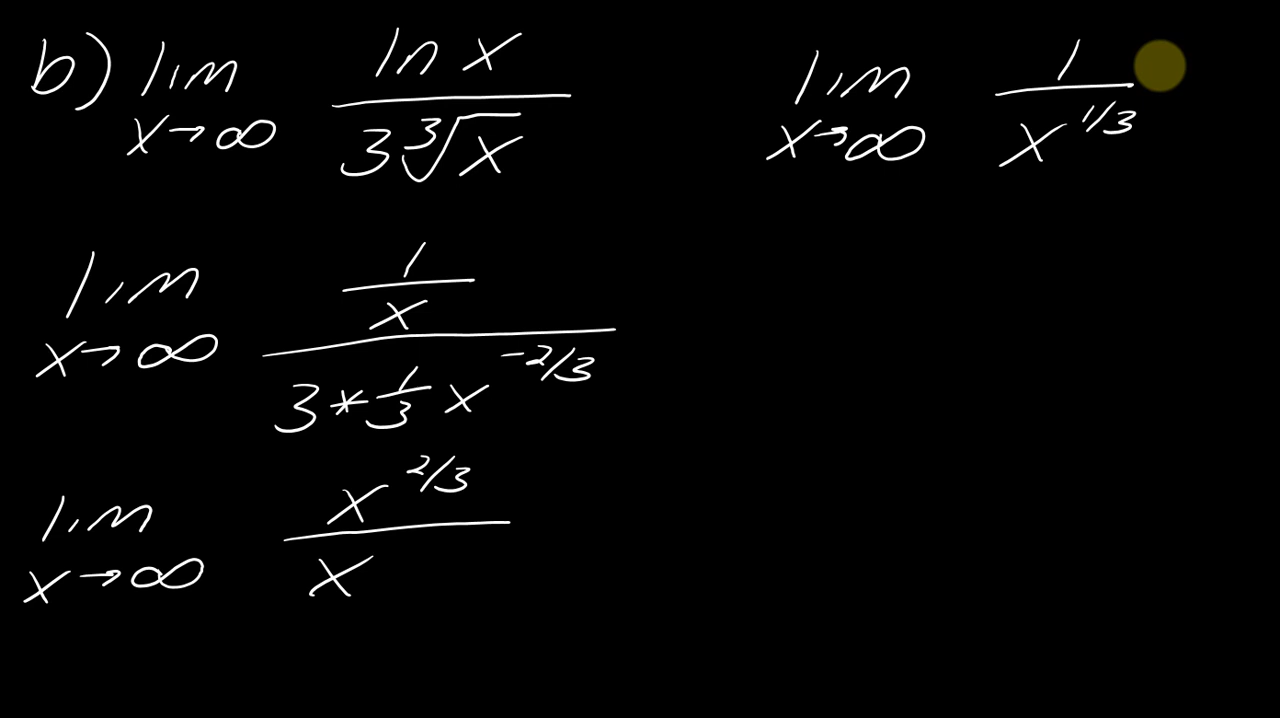 b) lim x→∞ ln x / 3∛x
lim x→∞ (1/x) / (3 * 1/3 x^(-2/3))
lim x→∞ x^(2/3) / x
lim x→∞ 1 / x^(1/3)